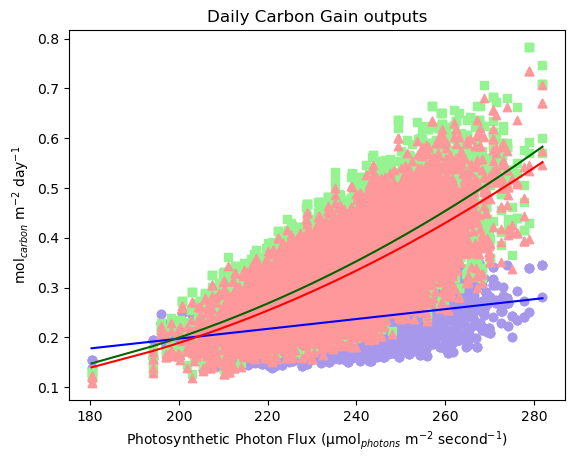 Daily Carbon Gain outputs
0.8
0.7
0.6
0.5
0.4
0.3
0.2
0.1
mol_carbon m⁻² day⁻¹
180 200 220 240 260 280
Photosynthetic Photon Flux (μmol_photons m⁻² second⁻¹)